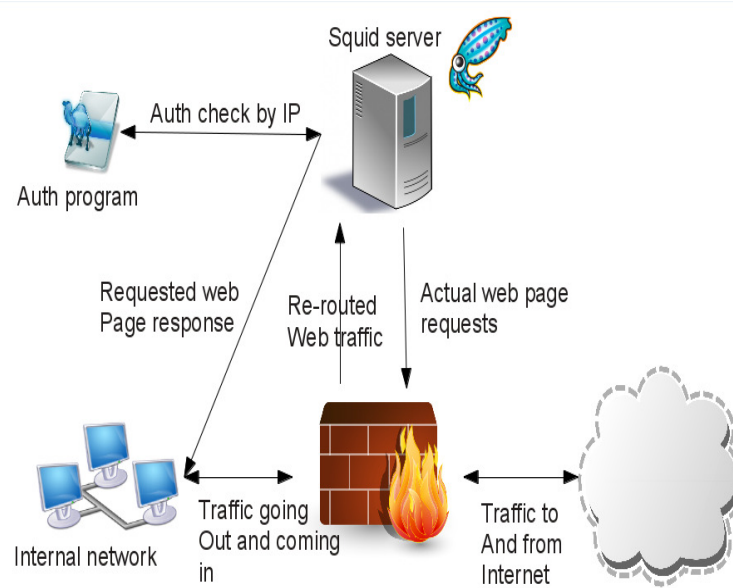 Squid server
Auth check by IP
Auth program
Requested web
Page response
Re-routed
Web traffic
Actual web page
requests
Internal network
Traffic going
Out and coming
in
Traffic to
And from
Internet